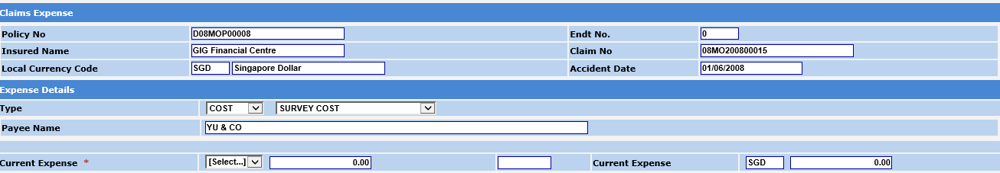 Claims Expense
Policy No D08MOP00008 Endt No. 0
Insured Name GIG Financial Centre Claim No 08MO200800015
Local Currency Code SGD Singapore Dollar Accident Date 01/06/2008
Expense Details
Type COST SURVEY COST
Payee Name YU & CO
Current Expense * [Select...] 0.00 Current Expense SGD 0.00